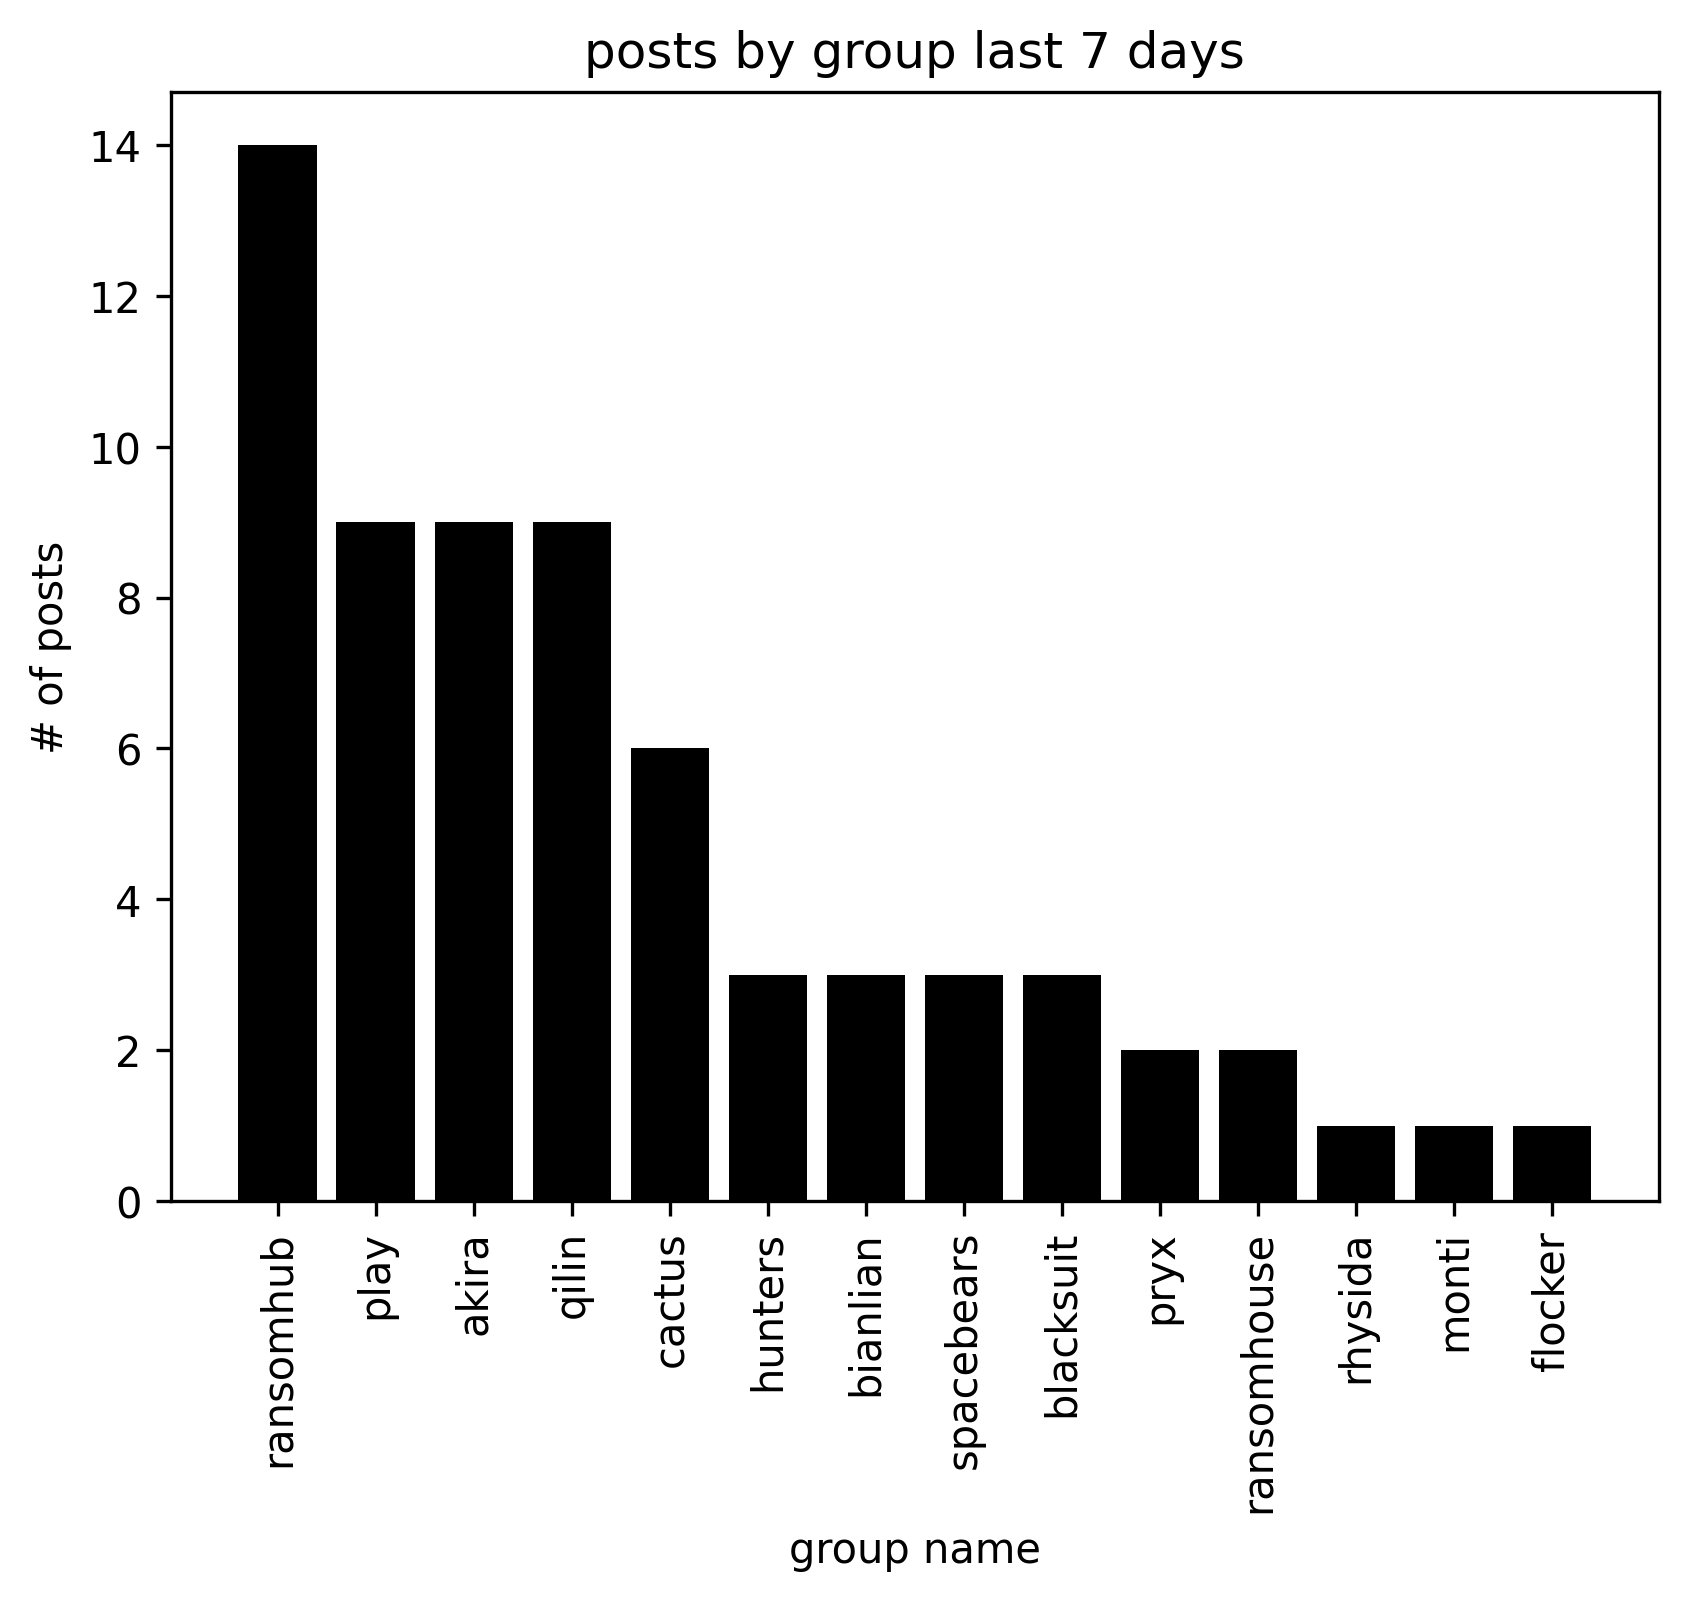 posts by group last 7 days
14
12
10
8
6
4
2
0
# of posts
ransomhub
play
akira
qilin
cactus
hunters
bianlian
spacebears
blacksuit
pryx
ransomhouse
rhysida
monti
flocker
group name